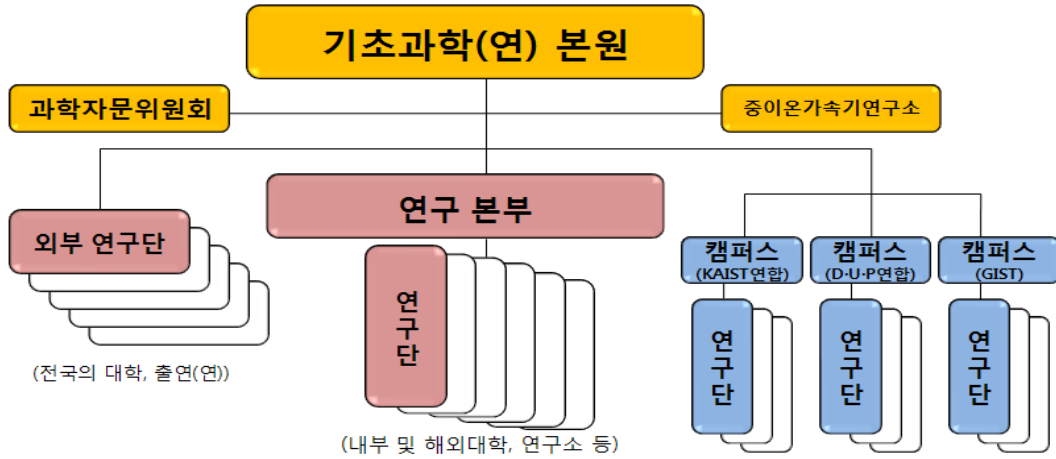 기초과학(연) 본원
과학자문위원회
중이온가속기연구소
연구 본부
외부 연구단
캠퍼스
(KAIST연합)
캠퍼스
(D·U·P연합)
캠퍼스
(GIST)
연구단
연구단
연구단
연구단
(전국의 대학, 출연(연))
(내부 및 해외대학, 연구소 등)